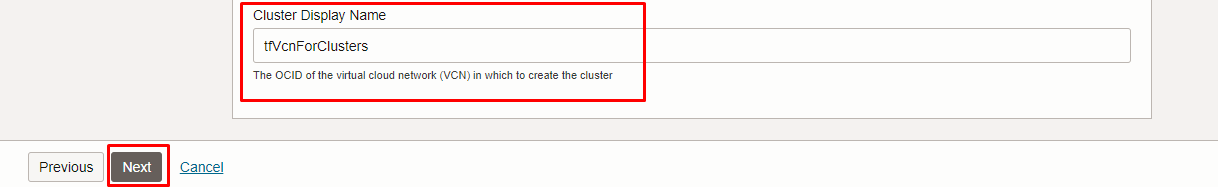 Cluster Display Name
tfVcnForClusters
The OCID of the virtual cloud network (VCN) in which to create the cluster
Previous Next Cancel